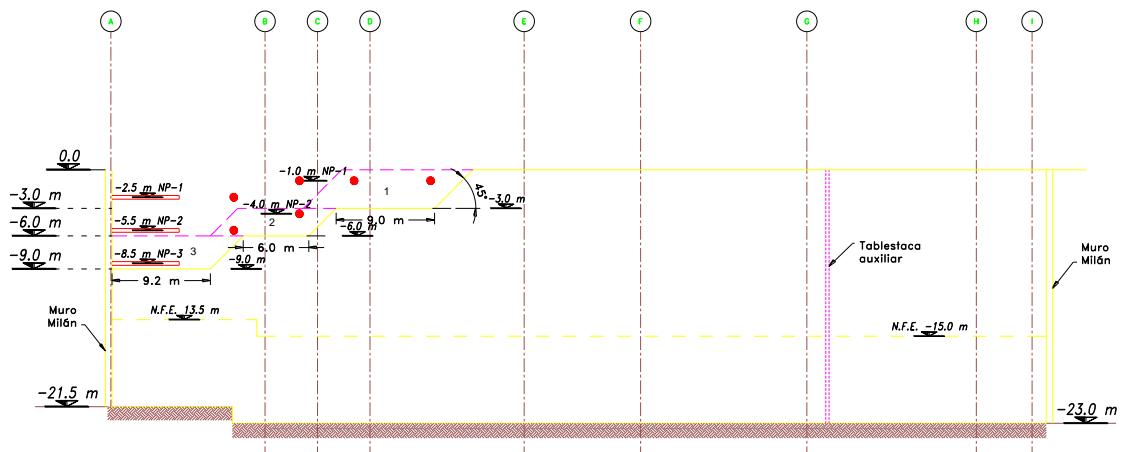 A B C D E F G H I
0.0
-1.0 m NP-1
-2.5 m NP-1
1
45°
-3.0 m
-4.0 m NP-2
-3.0 m
9.0 m
-5.5 m NP-2
2
-6.0 m
-6.0 m
6.0 m
3
Tablestaca
auxiliar
Muro
Milán
-8.5 m NP-3
-9.0 m
-9.0 m
9.2 m
Muro
Milán
N.F.E. 13.5 m
N.F.E. -15.0 m
-21.5 m
-23.0 m